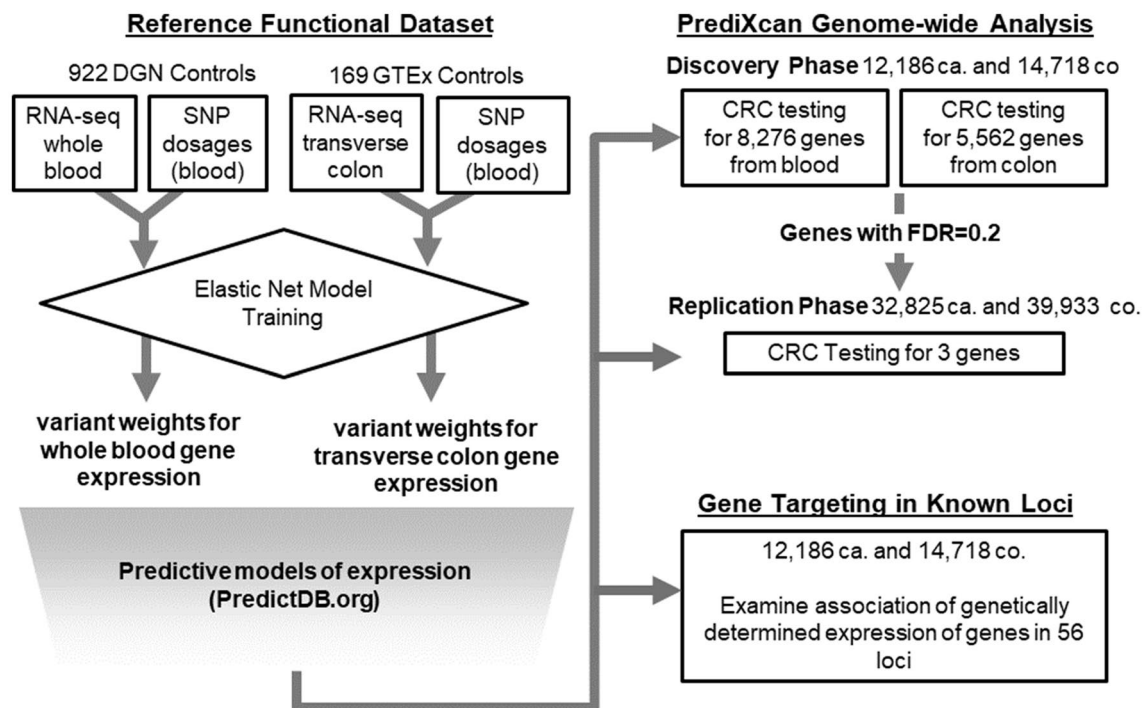 Reference Functional Dataset
922 DGN Controls
169 GTEx Controls
RNA-seq
whole
blood
SNP
dosages
(blood)
RNA-seq
transverse
colon
SNP
dosages
(blood)
Elastic Net Model
Training
variant weights for
whole blood gene
expression
variant weights for
transverse colon gene
expression
Predictive models of expression
(PredictDB.org)
PrediXcan Genome-wide Analysis
Discovery Phase 12,186 ca. and 14,718 co
CRC testing
for 8,276 genes
from blood
CRC testing
for 5,562 genes
from colon
Genes with FDR=0.2
Replication Phase 32,825 ca. and 39,933 co.
CRC Testing for 3 genes
Gene Targeting in Known Loci
12,186 ca. and 14,718 co.
Examine association of genetically
determined expression of genes in 56
loci